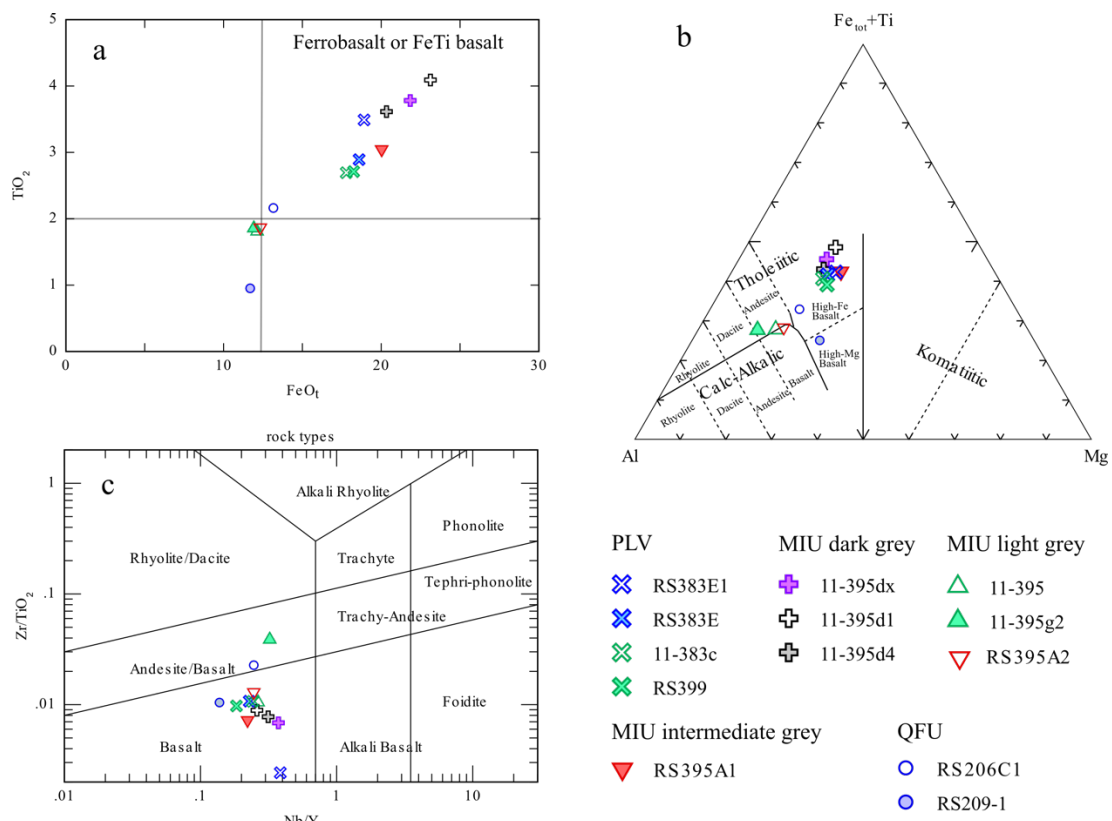 a
Ferrobasalt or FeTi basalt
5
4
3
2
1
0
TiO₂
0
10
20
30
FeOₜ
b
Feₜₒₜ+Ti
Al
Mg
Tholeiitic
Calc-Alkalic
Komatiitic
Rhyolite
Dacite
Andesite
High-Fe
Basalt
High-Mg
Basalt
Rhyolite
Dacite
Andesite
Basalt
rock types
c
1
.1
.01
Zr/TiO₂
Alkali Rhyolite
Phonolite
Rhyolite/Dacite
Trachyte
Tephri-phonolite
Trachy-Andesite
Andesite/Basalt
Foidite
Basalt
Alkali Basalt
.01
.1
1
10
Nb/Y
PLV
RS383E1
RS383E
11-383c
RS399
MIU dark grey
11-395dx
11-395d1
11-395d4
MIU light grey
11-395
11-395g2
RS395A2
MIU intermediate grey
RS395A1
QFU
RS206C1
RS209-1